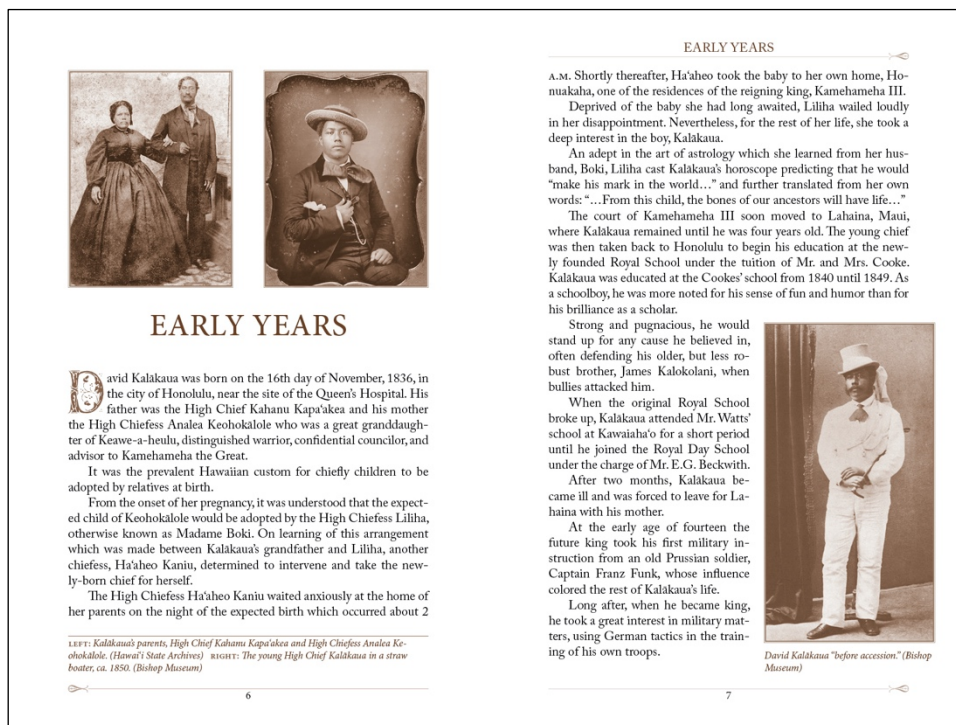 EARLY YEARS
David Kalākaua was born on the 16th day of November, 1836, in
the city of Honolulu, near the site of the Queen's Hospital. His
father was the High Chief Kahanu Kapa‘akea and his mother
the High Chiefess Analea Keohokālole who was a great granddaugh-
ter of Keawe-a-heulu, distinguished warrior, confidential councilor, and
advisor to Kamehameha the Great.
It was the prevalent Hawaiian custom for chiefly children to be
adopted by relatives at birth.
From the onset of her pregnancy, it was understood that the expect-
ed child of Keohokālole would be adopted by the High Chiefess Liliha,
otherwise known as Madame Boki. On learning of this arrangement
which was made between Kalākaua's grandfather and Liliha, another
chiefess, Ha‘aheo Kaniu, determined to intervene and take the new-
ly-born chief for herself.
The High Chiefess Ha‘aheo Kaniu waited anxiously at the home of
her parents on the night of the expected birth which occurred about 2
LEFT: Kalākaua's parents, High Chief Kahanu Kapa‘akea and High Chiefess Analea Ke-
ohokālole. (Hawai‘i State Archives) RIGHT: The young High Chief Kalākaua in a straw
boater, ca. 1850. (Bishop Museum)
6
EARLY YEARS
A.M. Shortly thereafter, Ha‘aheo took the baby to her own home, Ho-
nuakaha, one of the residences of the reigning king, Kamehameha III.
Deprived of the baby she had long awaited, Liliha wailed loudly
in her disappointment. Nevertheless, for the rest of her life, she took a
deep interest in the boy, Kalākaua.
An adept in the art of astrology which she learned from her hus-
band, Boki, Liliha cast Kalākaua's horoscope predicting that he would
“make his mark in the world…” and further translated from her own
words: “…From this child, the bones of our ancestors will have life…”
The court of Kamehameha III soon moved to Lahaina, Maui,
where Kalākaua remained until he was four years old. The young chief
was then taken back to Honolulu to begin his education at the new-
ly founded Royal School under the tuition of Mr. and Mrs. Cooke.
Kalākaua was educated at the Cookes' school from 1840 until 1849. As
a schoolboy, he was more noted for his sense of fun and humor than for
his brilliance as a scholar.
Strong and pugnacious, he would
stand up for any cause he believed in,
often defending his older, but less ro-
bust brother, James Kalokolani, when
bullies attacked him.
When the original Royal School
broke up, Kalākaua attended Mr. Watts'
school at Kawaiaha‘o for a short period
until he joined the Royal Day School
under the charge of Mr. E.G. Beckwith.
After two months, Kalākaua be-
came ill and was forced to leave for La-
haina with his mother.
At the early age of fourteen the
future king took his first military in-
struction from an old Prussian soldier,
Captain Franz Funk, whose influence
colored the rest of Kalākaua's life.
Long after, when he became king,
he took a great interest in military mat-
ters, using German tactics in the train-
ing of his own troops.
David Kalākaua “before accession.” (Bishop
Museum)
7